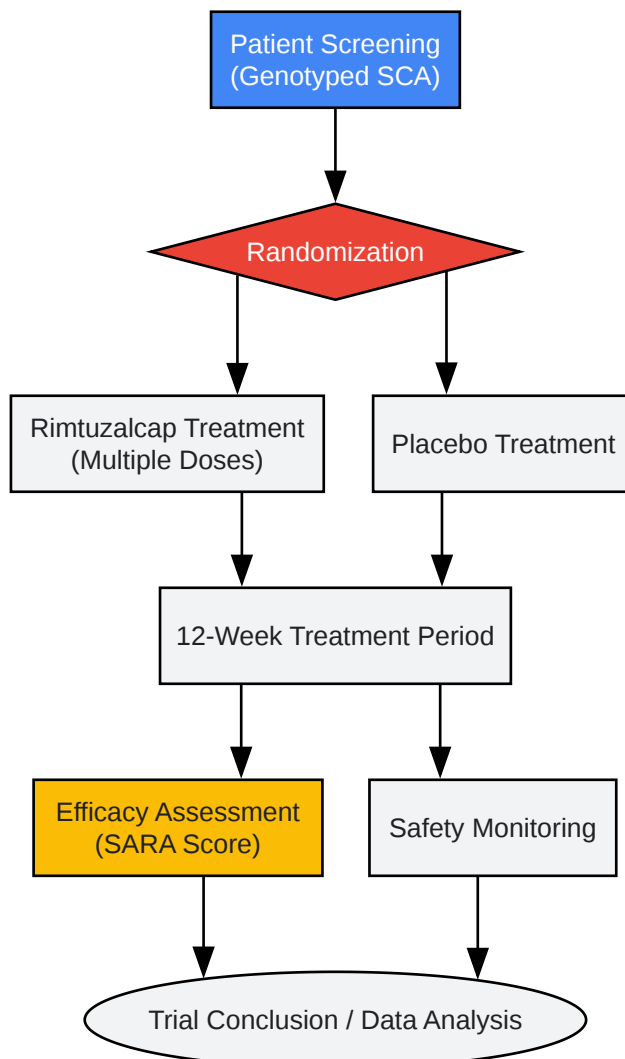 Patient Screening
(Genotyped SCA)
Randomization
Rimtuzalcap Treatment
(Multiple Doses)
Placebo Treatment
12-Week Treatment Period
Efficacy Assessment
(SARA Score)
Safety Monitoring
Trial Conclusion / Data Analysis